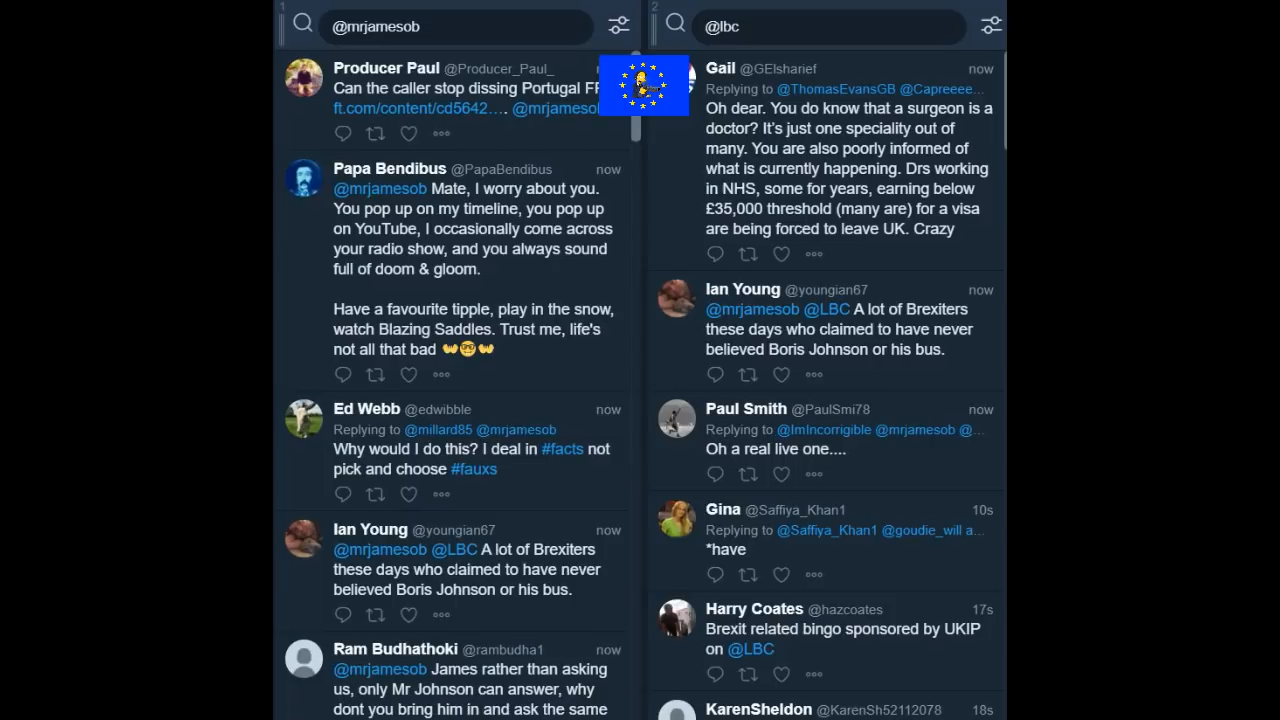 1
@mrjamesob
Producer Paul @Producer_Paul_
Can the caller stop dissing Portugal
ft.com/content/cd5642…. @mrjameso
Papa Bendibus @PapaBendibus now
@mrjamesob Mate, I worry about you.
You pop up on my timeline, you pop up
on YouTube, I occasionally come across
your radio show, and you always sound
full of doom & gloom.
Have a favourite tipple, play in the snow,
watch Blazing Saddles. Trust me, life's
not all that bad
Ed Webb @edwibble now
Replying to @millard85 @mrjamesob
Why would I do this? I deal in #facts not
pick and choose #fauxs
Ian Young @youngian67 now
@mrjamesob @LBC A lot of Brexiters
these days who claimed to have never
believed Boris Johnson or his bus.
Ram Budhathoki @rambudha1 now
@mrjamesob James rather than asking
us, only Mr Johnson can answer, why
dont you bring him in and ask the same
2
@lbc
Gail @GElsharief now
Replying to @ThomasEvansGB @Capreeee...
Oh dear. You do know that a surgeon is a
doctor? It's just one speciality out of
many. You are also poorly informed of
what is currently happening. Drs working
in NHS, some for years, earning below
£35,000 threshold (many are) for a visa
are being forced to leave UK. Crazy
Ian Young @youngian67 now
@mrjamesob @LBC A lot of Brexiters
these days who claimed to have never
believed Boris Johnson or his bus.
Paul Smith @PaulSmi78 now
Replying to @ImIncorrigible @mrjamesob @...
Oh a real live one....
Gina @Saffiya_Khan1 10s
Replying to @Saffiya_Khan1 @goudie_will a...
*have
Harry Coates @hazcoates 17s
Brexit related bingo sponsored by UKIP
on @LBC
KarenSheldon @KarenSh52112078 18s